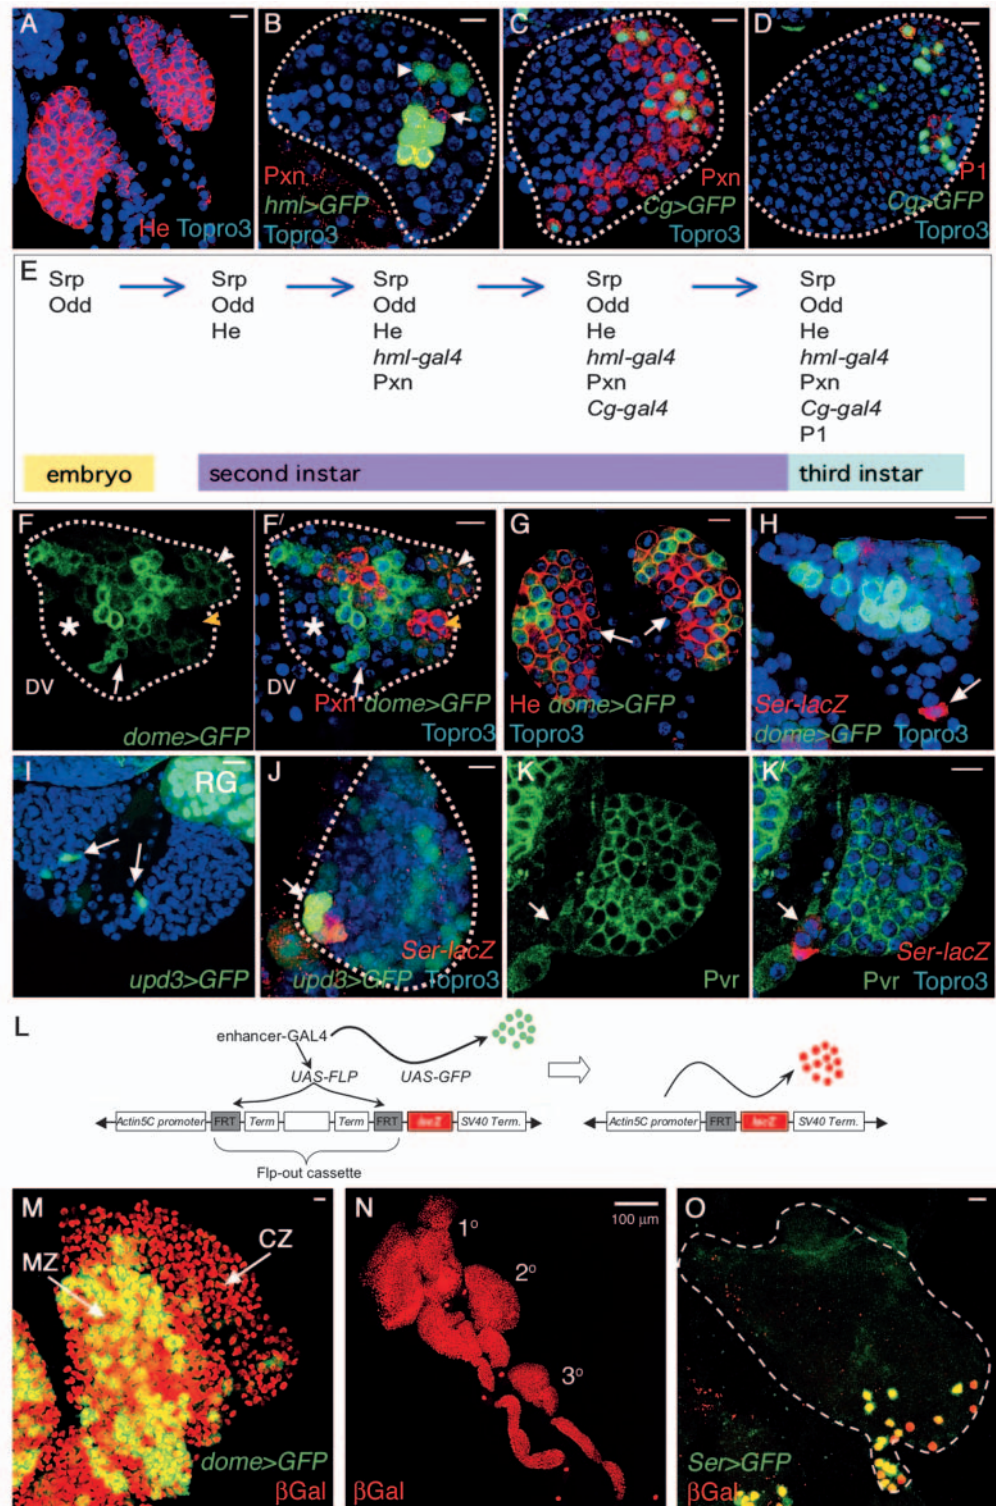 A
He Topro3
B
Pxn
hml>GFP
Topro3
C
Pxn
Cg>GFP
Topro3
D
P1
Cg>GFP
Topro3
E
Srp
Odd
Srp
Odd
He
Srp
Odd
He
hml-gal4
Pxn
Srp
Odd
He
hml-gal4
Pxn
Cg-gal4
Srp
Odd
He
hml-gal4
Pxn
Cg-gal4
P1
embryo
second instar
third instar
F
DV
dome>GFP
F'
DV
Pxn dome>GFP
Topro3
G
He dome>GFP
Topro3
H
Ser-lacZ
dome>GFP Topro3
I
RG
upd3>GFP
J
Ser-lacZ
upd3>GFP Topro3
K
Pvr
K'
Ser-lacZ
Pvr Topro3
L
enhancer-GAL4
UAS-FLP
UAS-GFP
Actin5C promoter FRT Term Term FRT lacZ SV40 Term.
Flp-out cassette
Actin5C promoter FRT lacZ SV40 Term.
M
MZ
CZ
dome>GFP
βGal
N
1°
2°
3°
100 μm
βGal
O
Ser>GFP
βGal